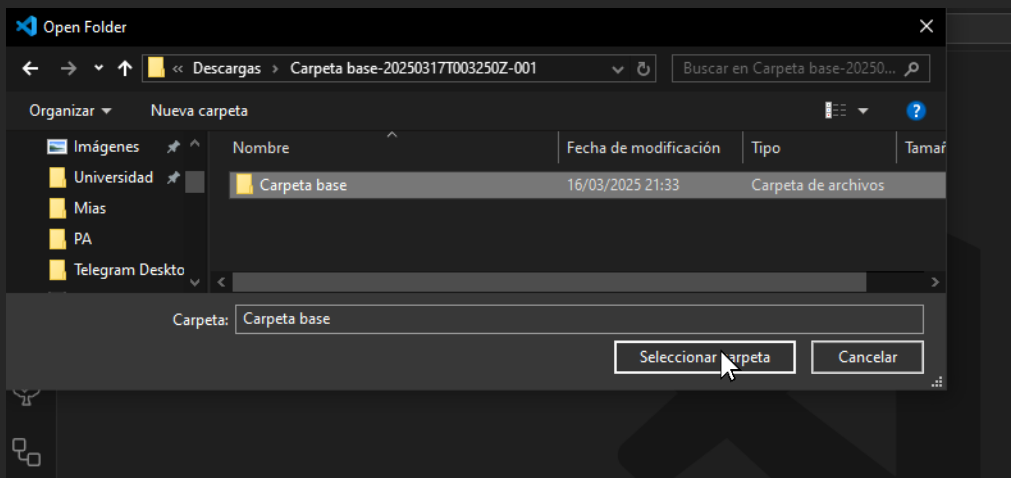 Open Folder
« Descargas › Carpeta base-20250317T003250Z-001
Buscar en Carpeta base-20250...
Organizar
Nueva carpeta
?
Imágenes
Universidad
Mias
PA
Telegram Deskto
Nombre
Fecha de modificación
Tipo
Tamañ
Carpeta base
16/03/2025 21:33
Carpeta de archivos
Carpeta:
Carpeta base
Seleccionar carpeta
Cancelar